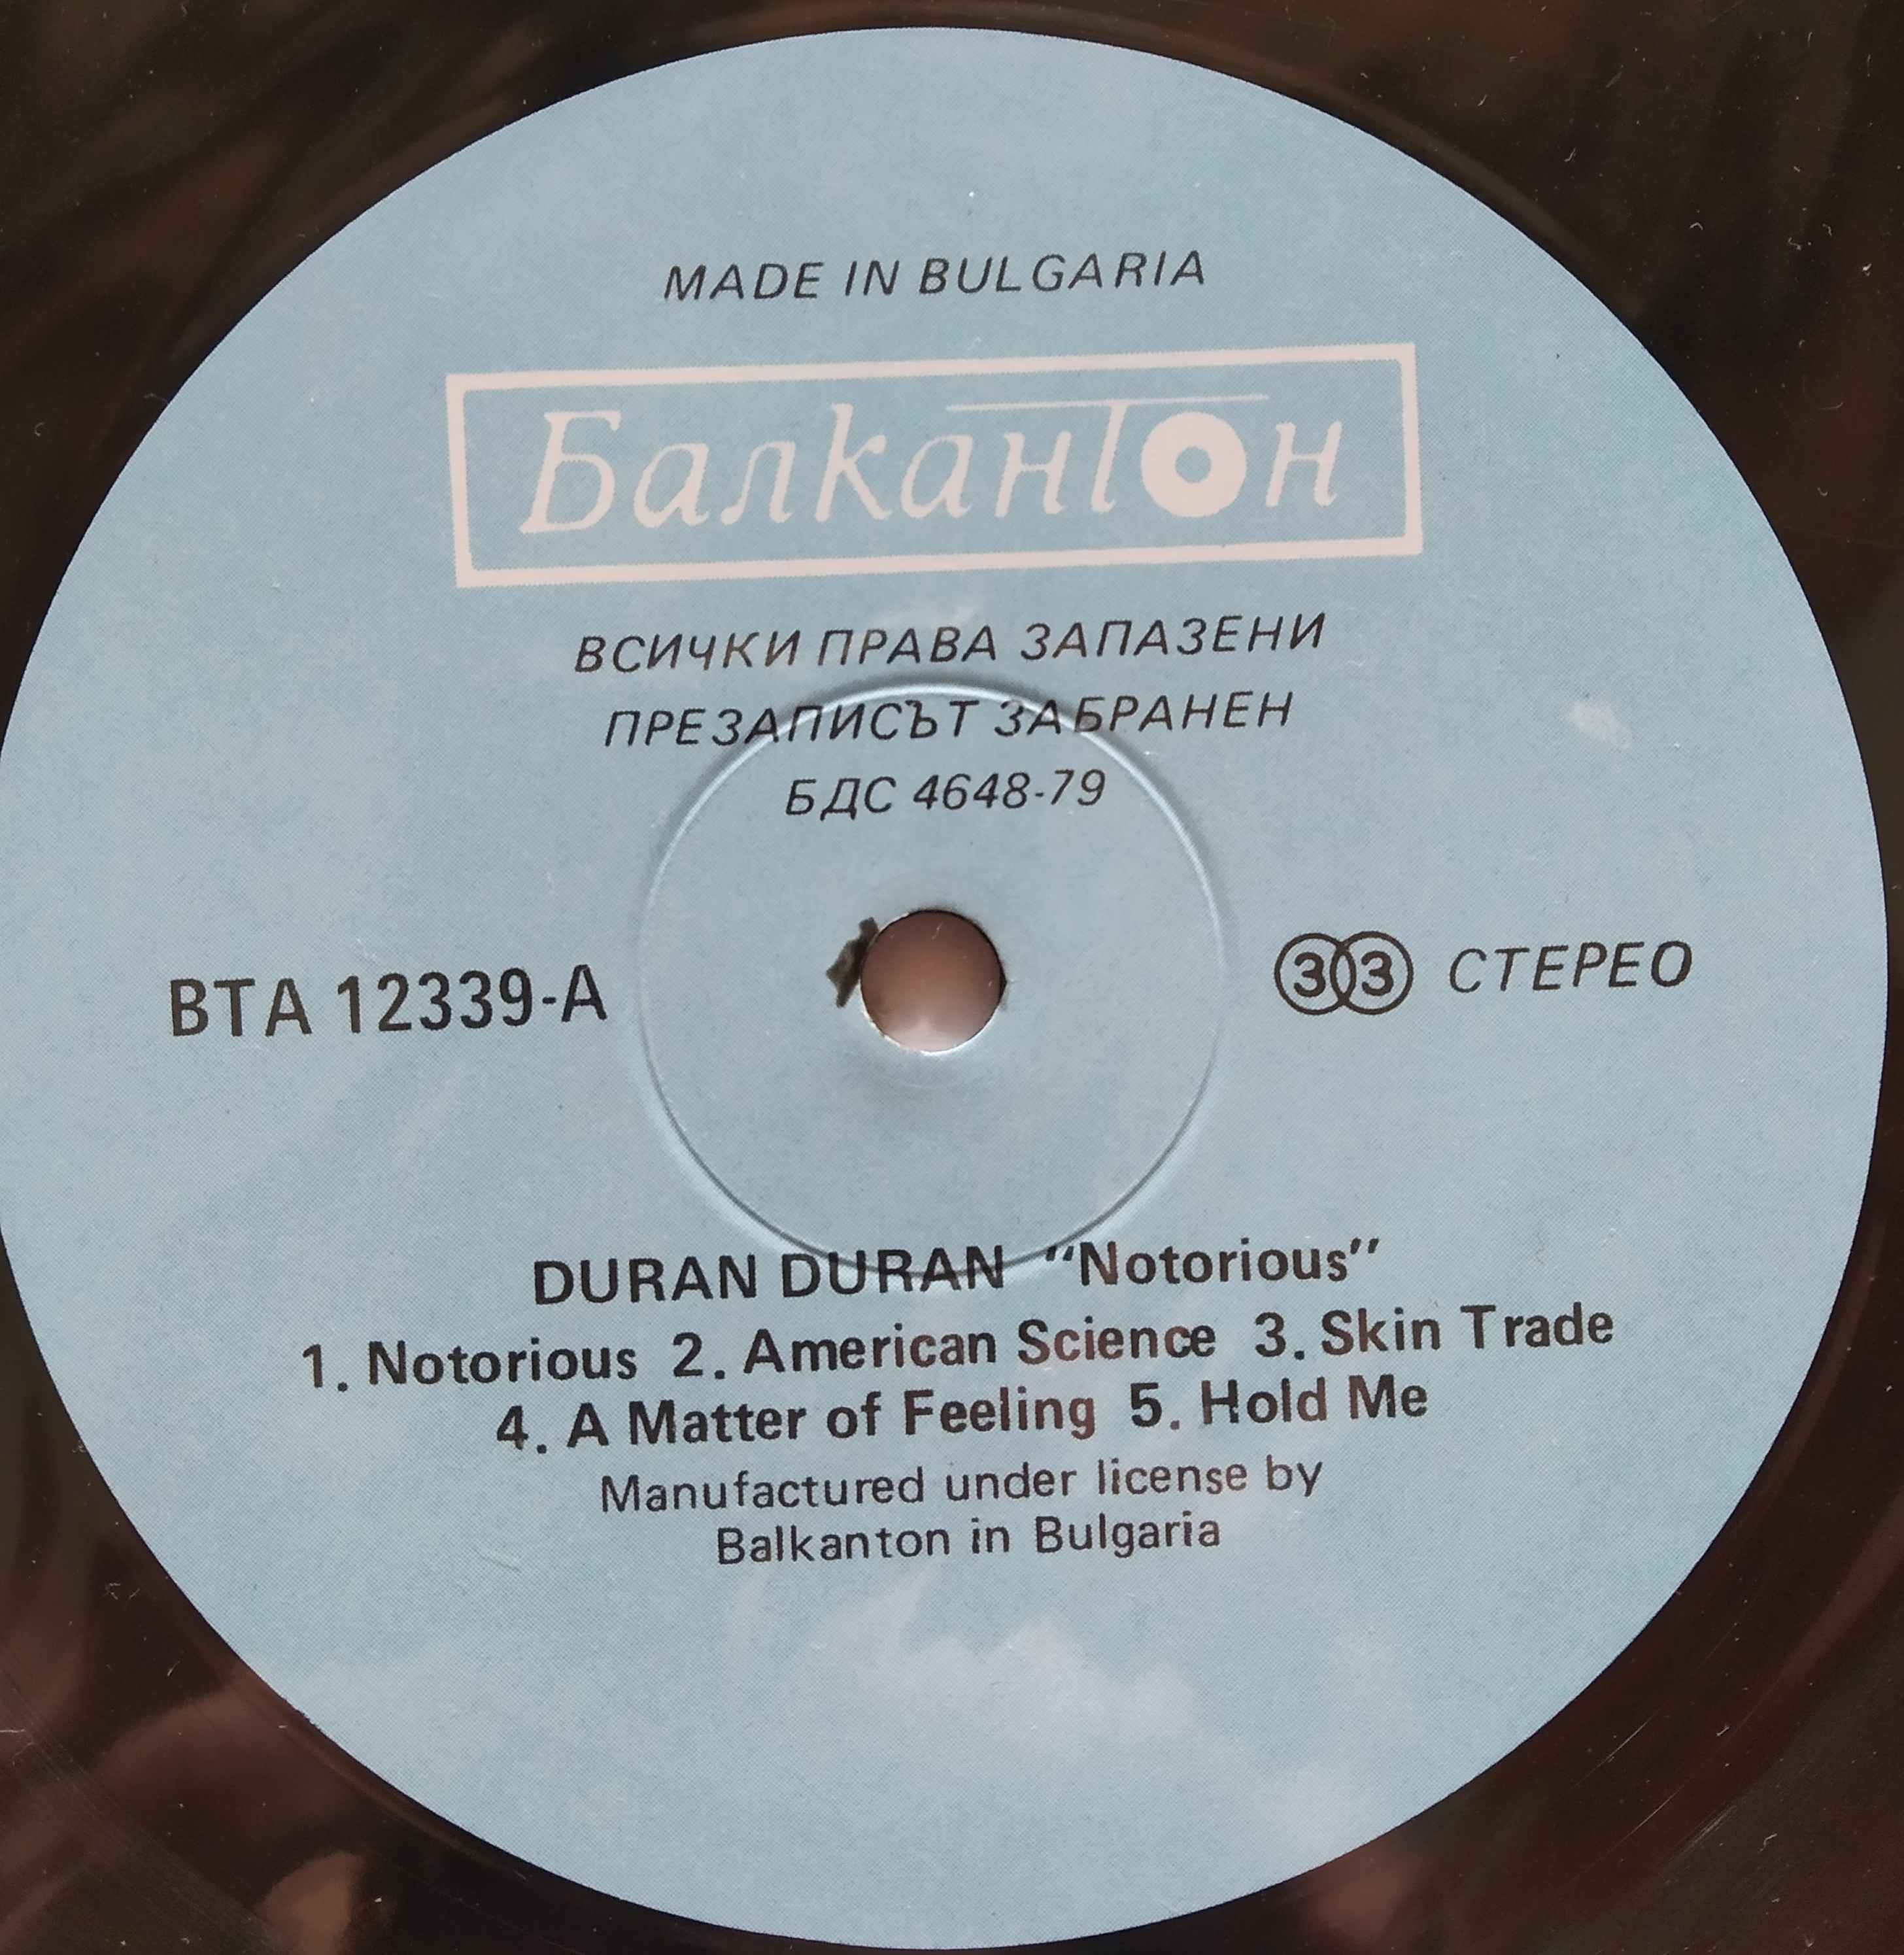 MADE IN BULGARIA
Балкантон
ВСИЧКИ ПРАВА ЗАПАЗЕНИ
ПРЕЗАПИСЪТ ЗАБРАНЕН
БДС 4648-79
ВТА 12339-А
33 СТЕРЕО
DURAN DURAN "Notorious"
1. Notorious 2. American Science 3. Skin Trade
4. A Matter of Feeling 5. Hold Me
Manufactured under license by
Balkanton in Bulgaria